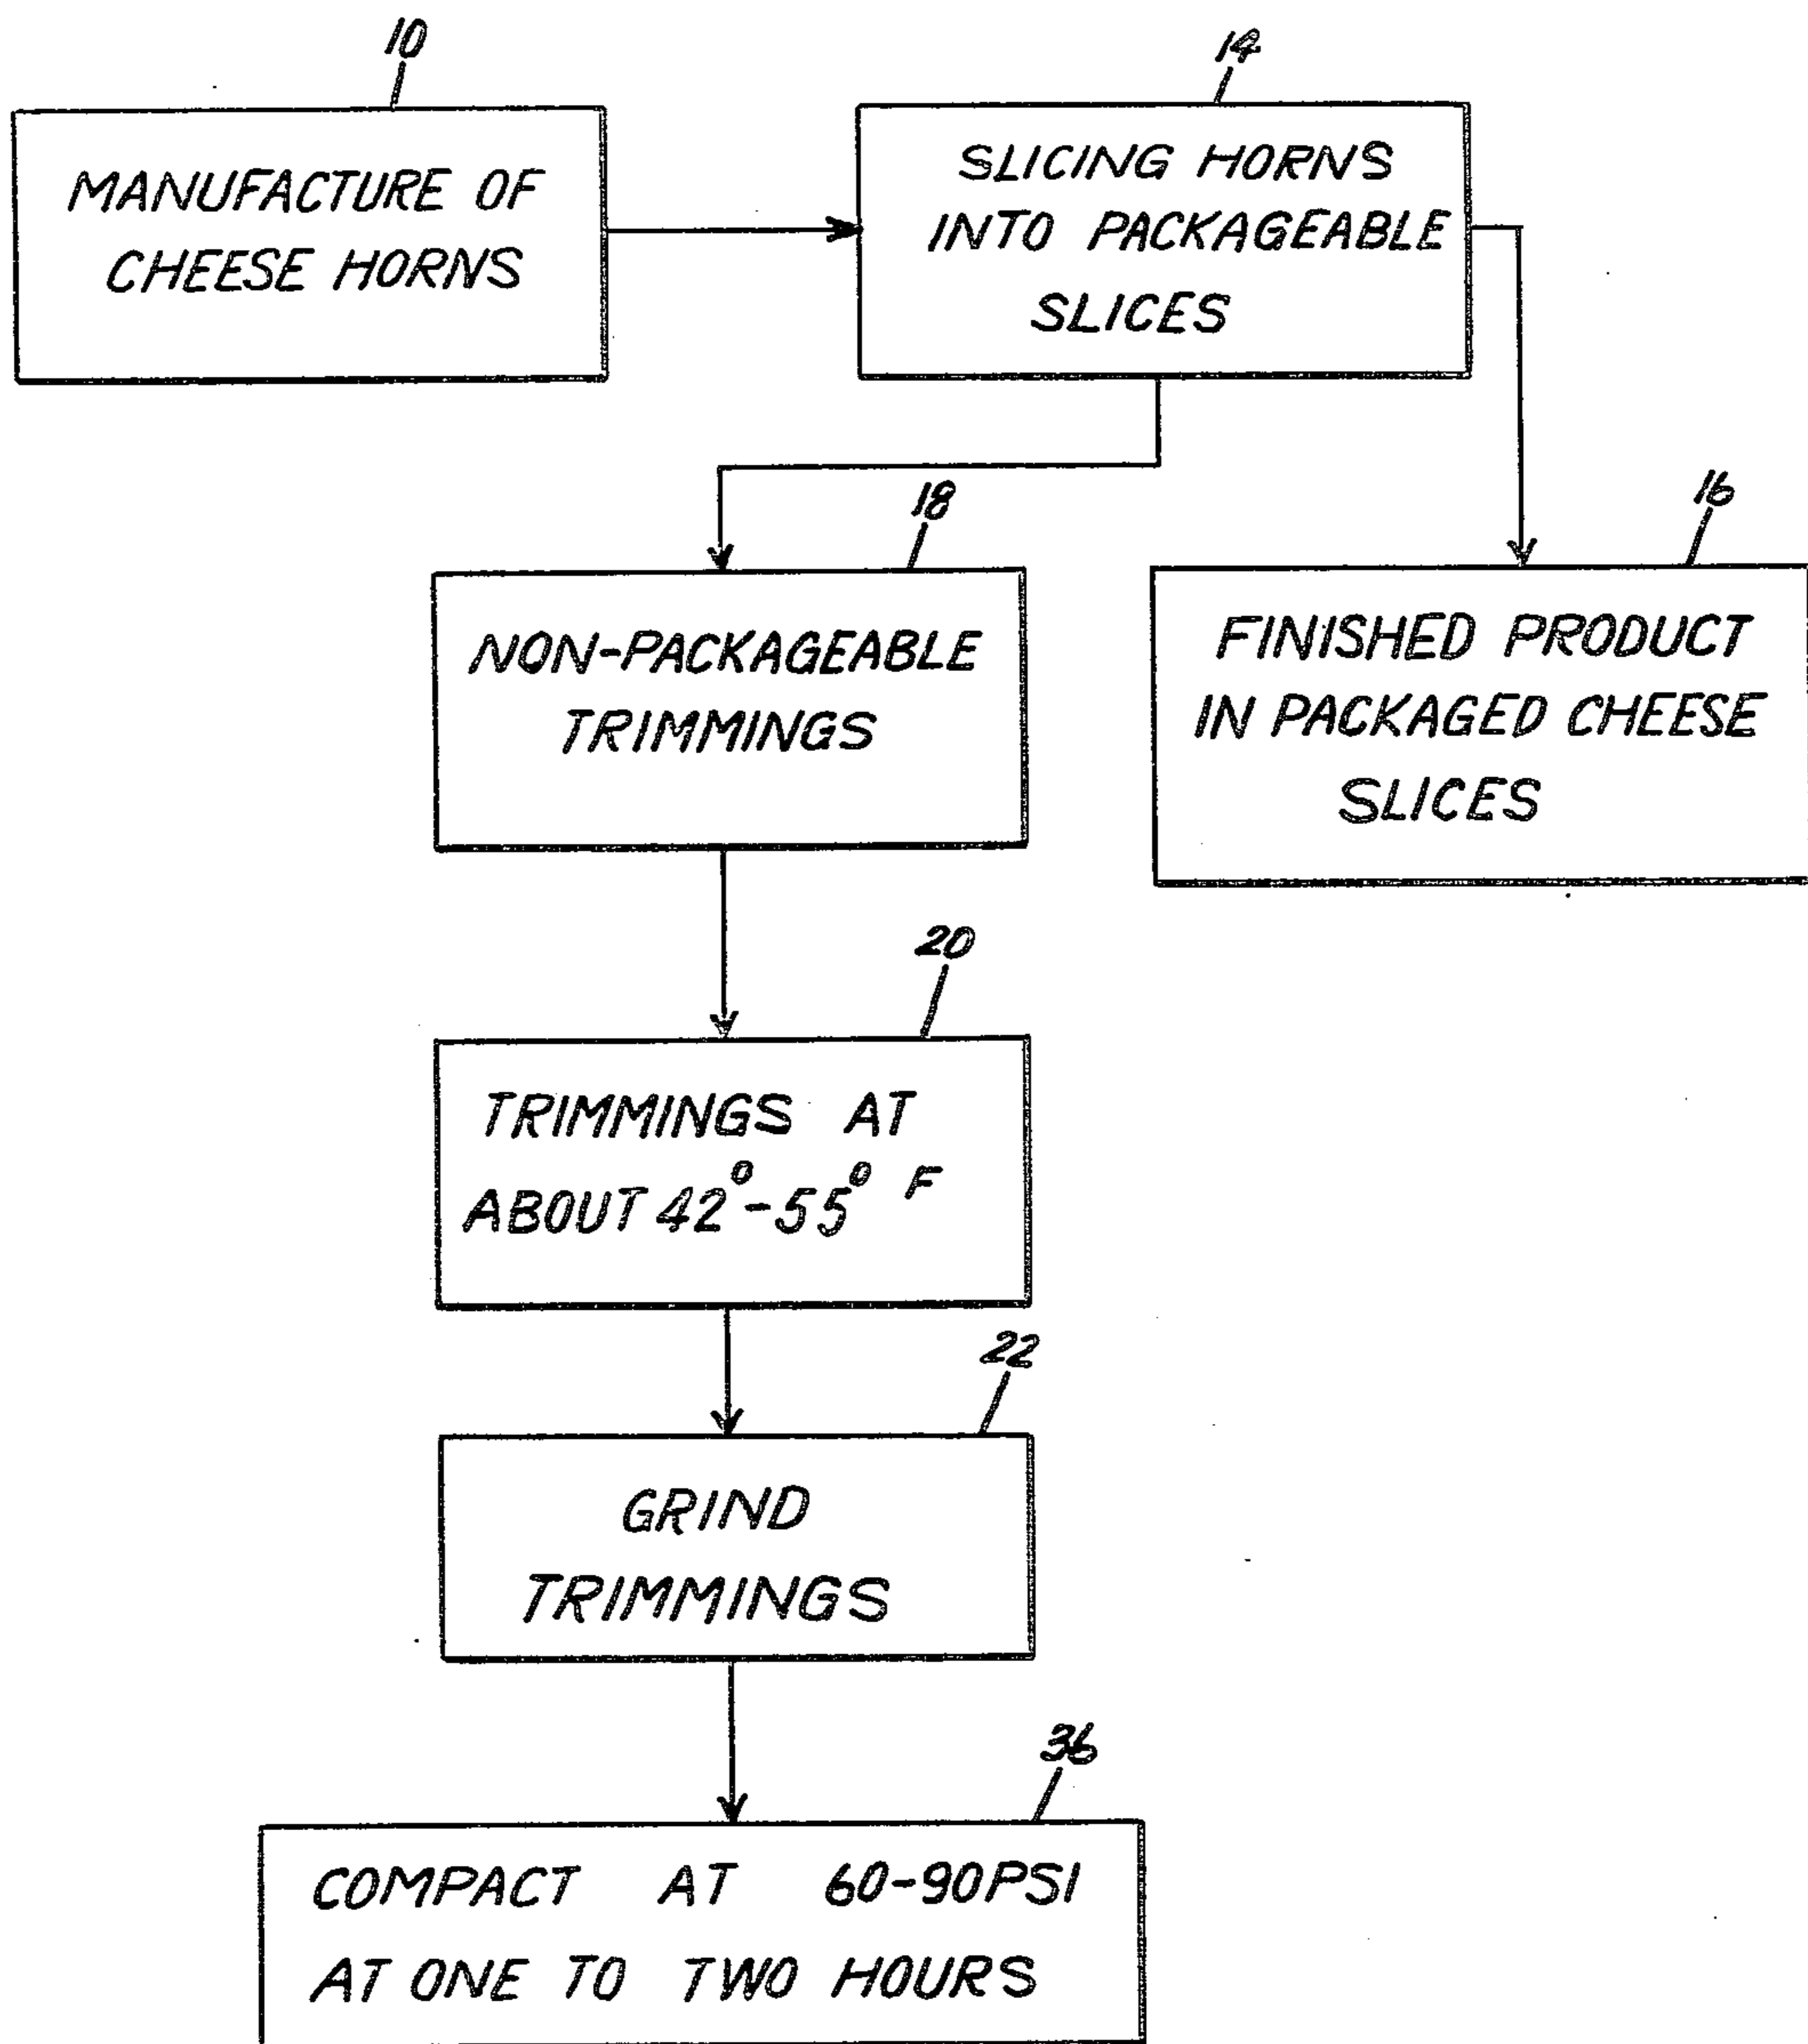 10
MANUFACTURE OF
CHEESE HORNS
14
SLICING HORNS
INTO PACKAGEABLE
SLICES
18
NON-PACKAGEABLE
TRIMMINGS
16
FINISHED PRODUCT
IN PACKAGED CHEESE
SLICES
20
TRIMMINGS AT
ABOUT 42°-55° F
22
GRIND
TRIMMINGS
36
COMPACT AT 60-90PSI
AT ONE TO TWO HOURS